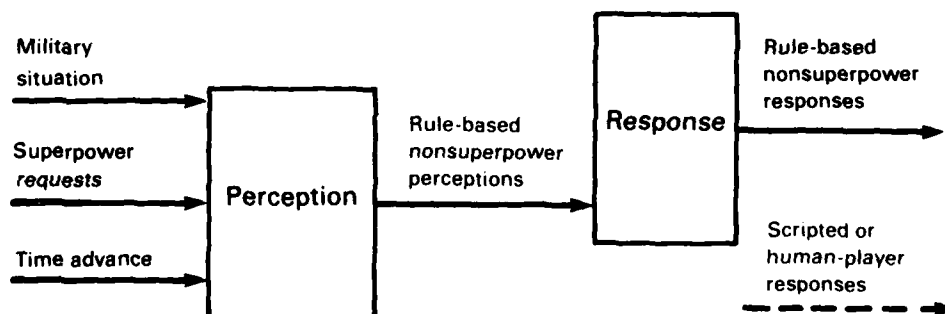 Military
situation
Superpower
requests
Time advance
Perception
Rule-based
nonsuperpower
perceptions
Response
Rule-based
nonsuperpower
responses
Scripted or
human-player
responses